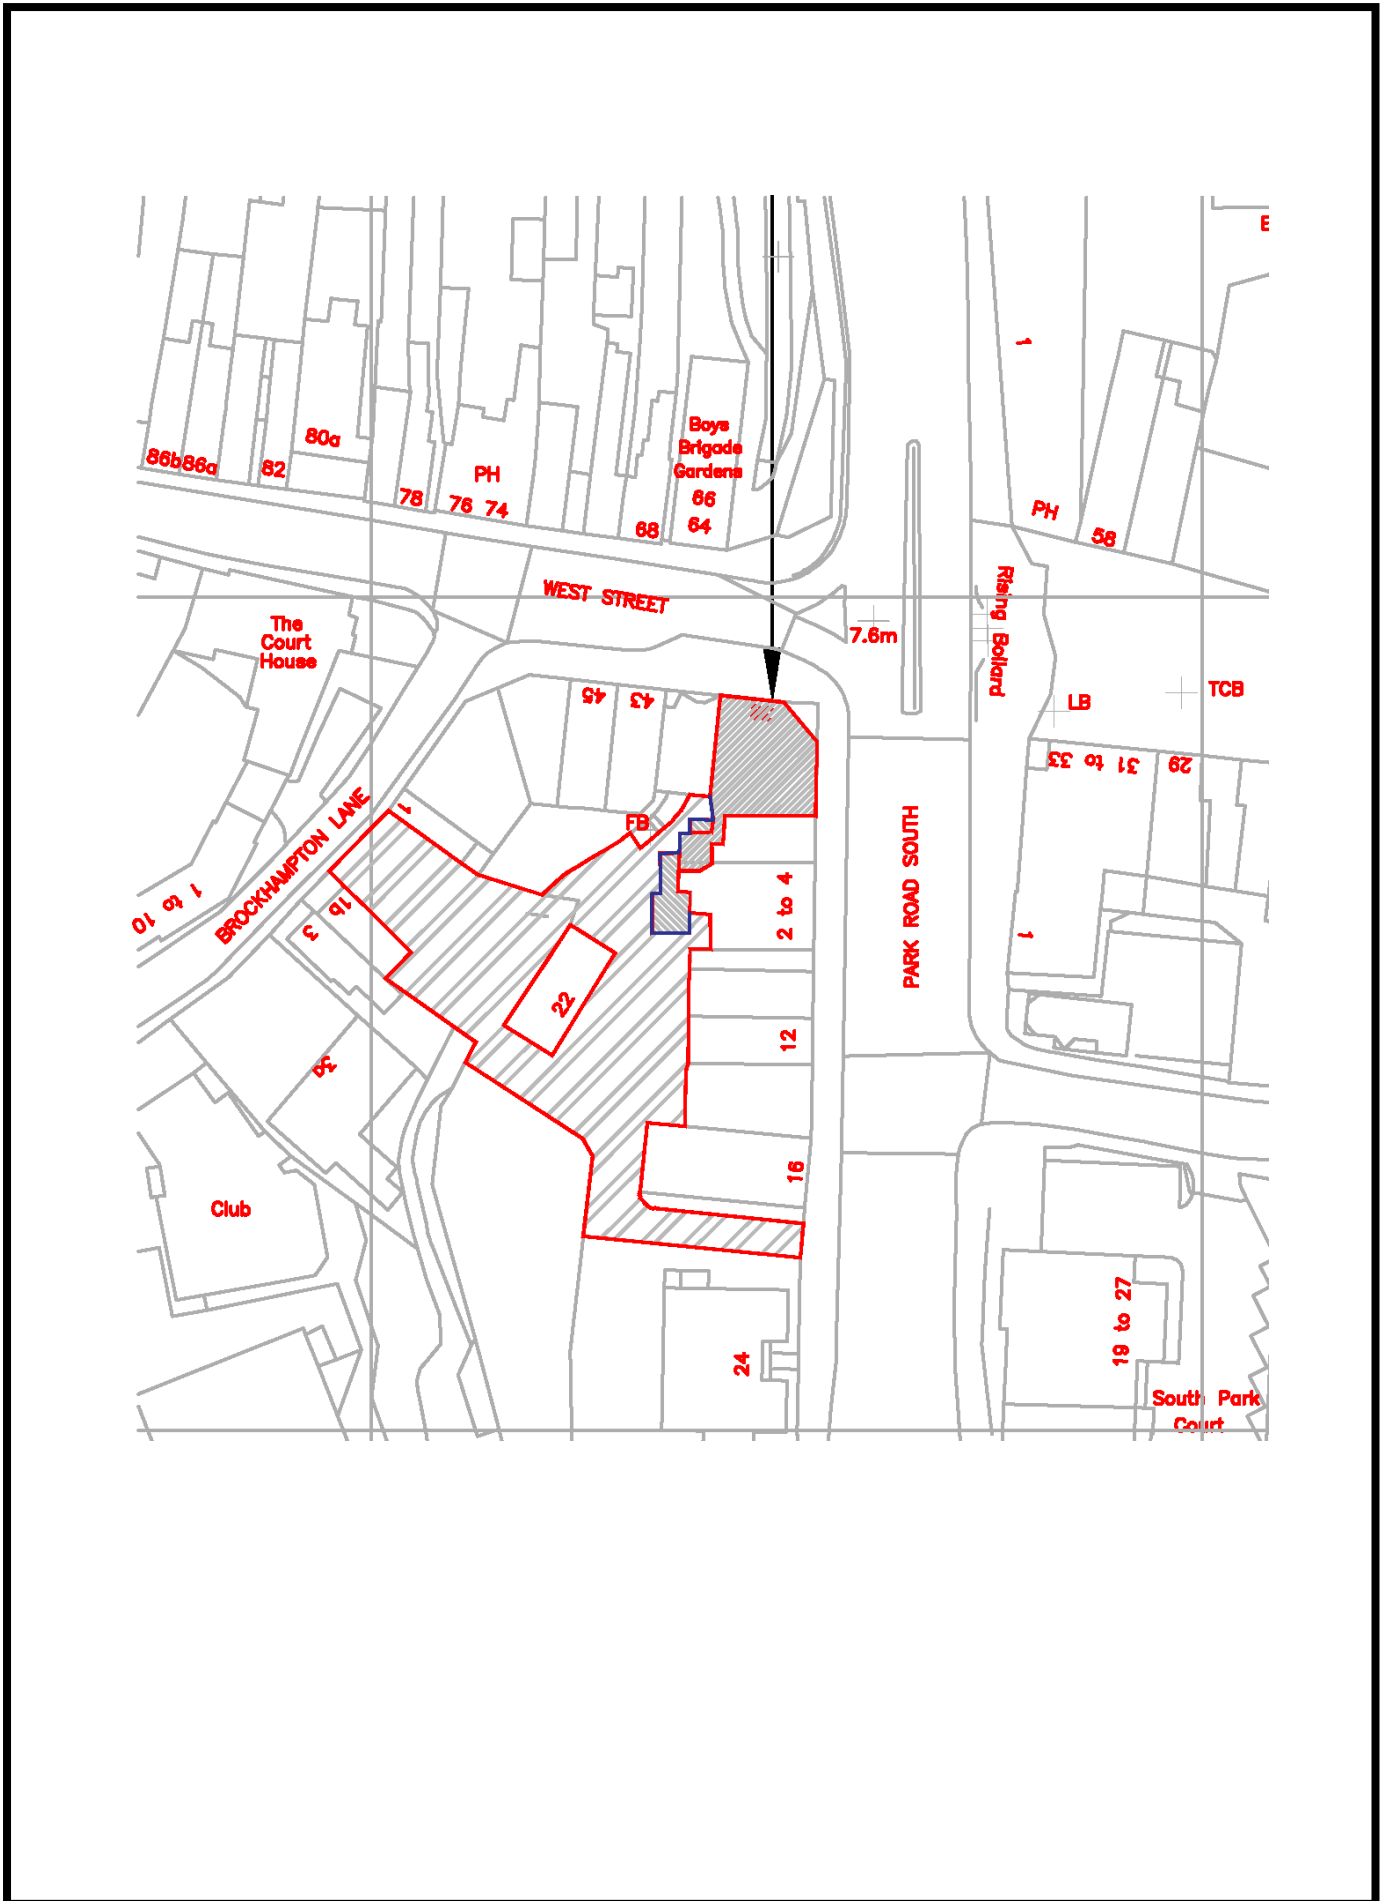 E
1
Boys
Brigade
Gardens
66
64
80a
86b
86a
82
PH
78
76
74
68
PH
58
WEST STREET
Rising Bollard
The
Court
House
7.6m
TCB
LB
45
43
31 to 33
29
1
FB
BROCKHAMPTON LANE
PARK ROAD SOUTH
1 to 10
1b
3
2 to 4
1
22
12
3a
16
Club
19 to 27
24
South Park
Court